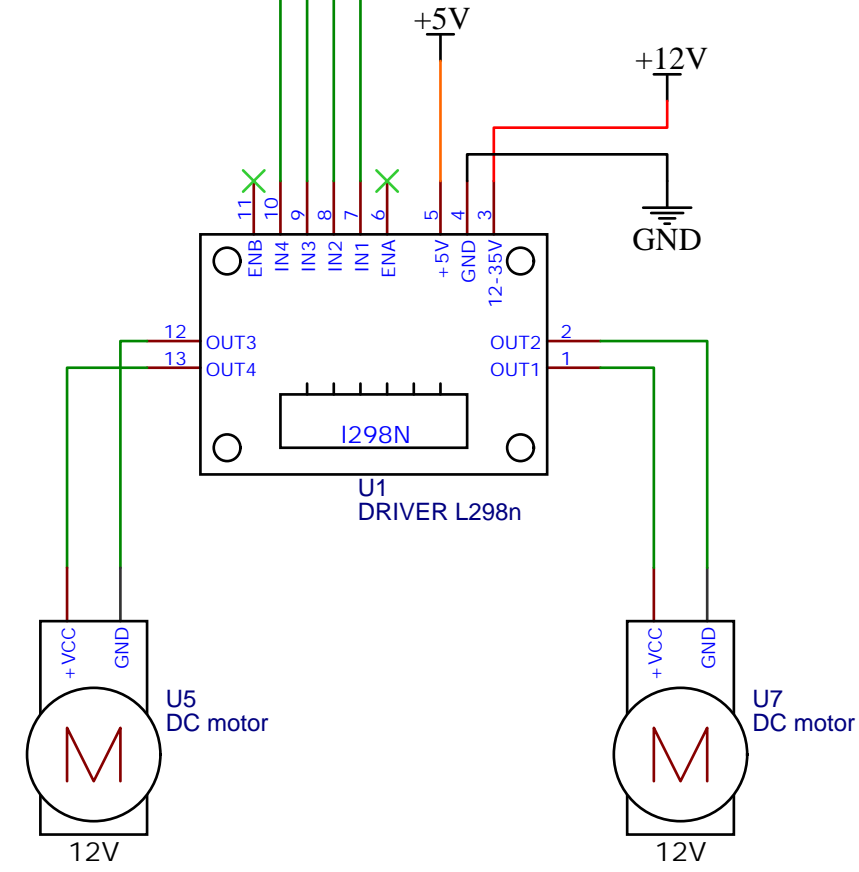 +5V
+12V
GND
11
10
9
8
7
6
5
4
3
ENB
IN4
IN3
IN2
IN1
ENA
+5V
GND
12-35V
12
OUT3
OUT2
2
13
OUT4
OUT1
1
l298N
U1
DRIVER L298n
+VCC
GND
+VCC
GND
U5
DC motor
U7
DC motor
M
M
12V
12V